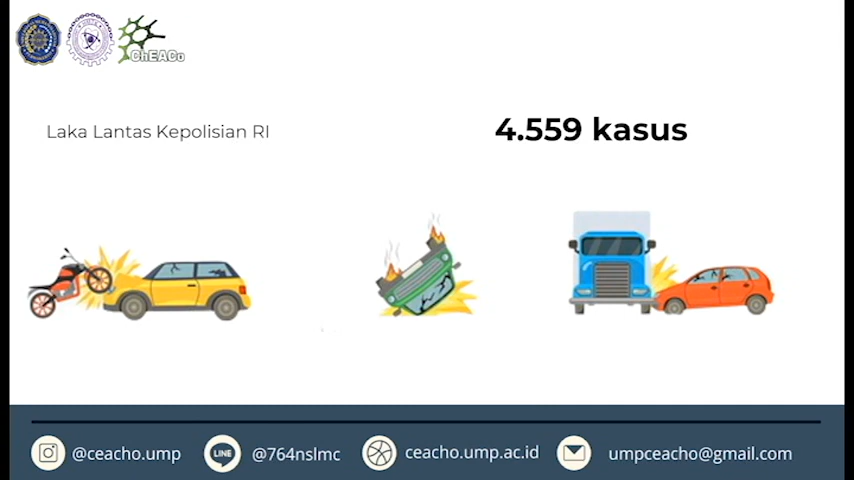 ChEACo
Laka Lantas Kepolisian RI
4.559 kasus
@ceacho.ump
LINE
@764nslmc
ceacho.ump.ac.id
umpceacho@gmail.com